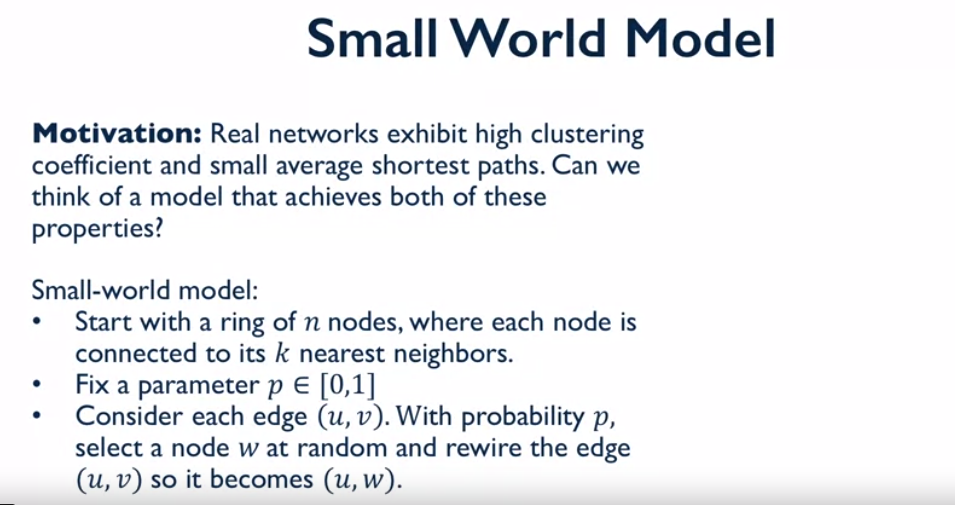 Small World Model
Motivation: Real networks exhibit high clustering
coefficient and small average shortest paths. Can we
think of a model that achieves both of these
properties?
Small-world model:
• Start with a ring of n nodes, where each node is
connected to its k nearest neighbors.
• Fix a parameter p ∈ [0,1]
• Consider each edge (u, v). With probability p,
select a node w at random and rewire the edge
(u, v) so it becomes (u, w).